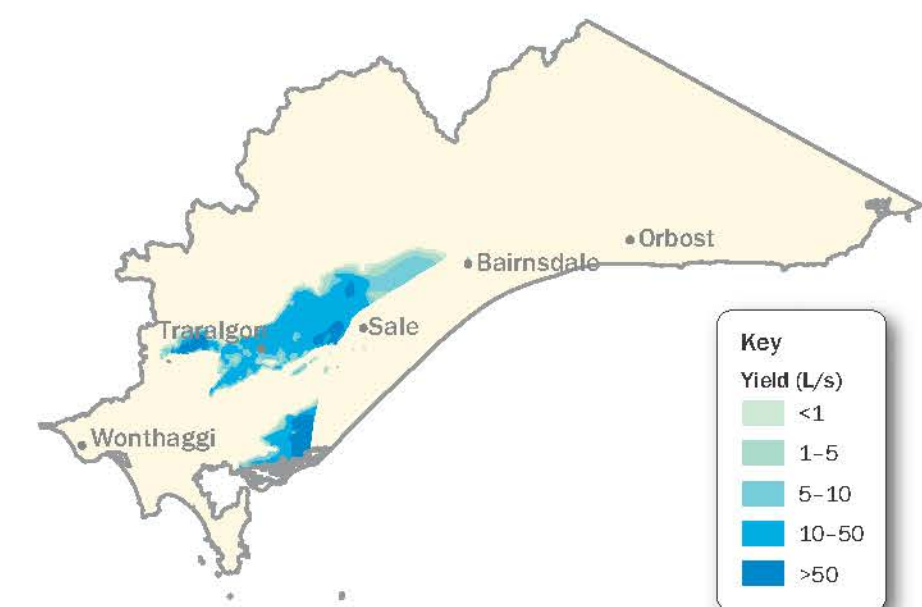 Orbost
Bairnsdale
Traralgon
Sale
Wonthaggi
Key
Yield (L/s)
<1
1–5
5–10
10–50
>50